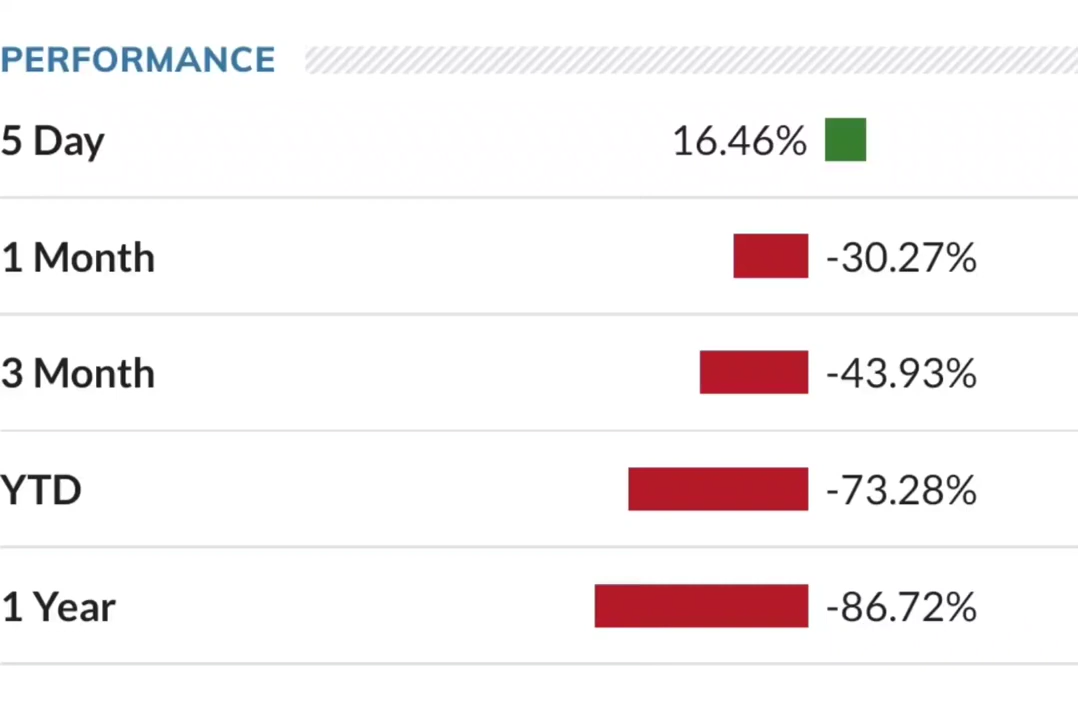 PERFORMANCE
5 Day 16.46%
1 Month -30.27%
3 Month -43.93%
YTD -73.28%
1 Year -86.72%